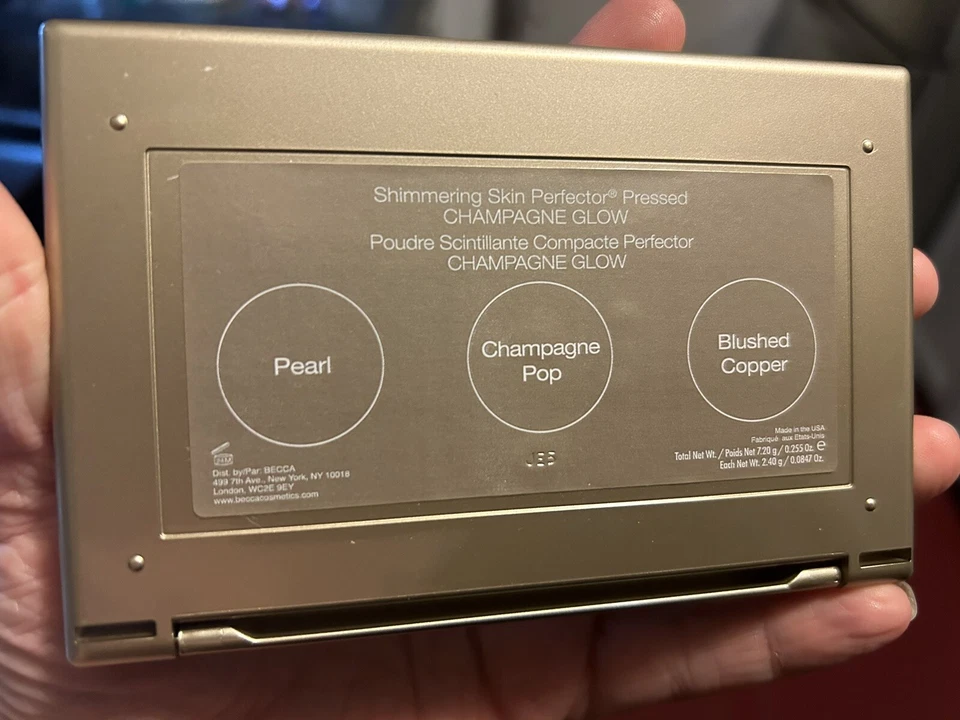 Shimmering Skin Perfector® Pressed
CHAMPAGNE GLOW
Poudre Scintillante Compacte Perfector
CHAMPAGNE GLOW
Pearl
Champagne
Pop
Blushed
Copper
Dist. by/Par: BECCA
499 7th Ave., New York, NY 10018
London, WC2E 9EY
www.beccacosmetics.com
JE5
Made in the USA
Fabriqué aux États-Unis
Total Net Wt. / Poids Net 7.20 g / 0.255 Oz. e
Each Net Wt. 2.40 g / 0.0847 Oz.